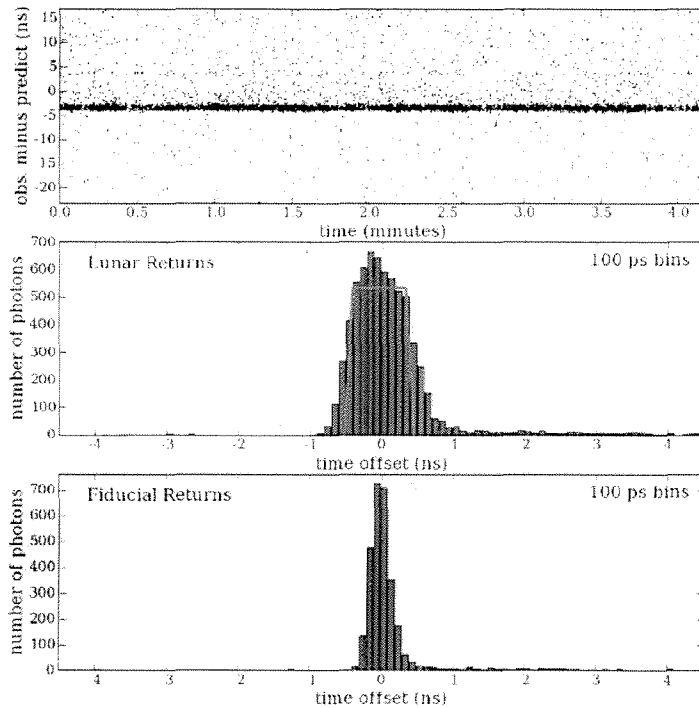 obs. minus predict (ns)
15
10
5
0
-5
-10
-15
-20
0.0 0.5 1.0 1.5 2.0 2.5 3.0 3.5 4.0
time (minutes)
Lunar Returns
100 ps bins
number of photons
700
600
500
400
300
200
100
0
-4 -3 -2 -1 0 1 2 3 4
time offset (ns)
Fiducial Returns
100 ps bins
number of photons
700
600
500
400
300
200
100
0
4 3 2 1 0 1 2 3 4
time offset (ns)